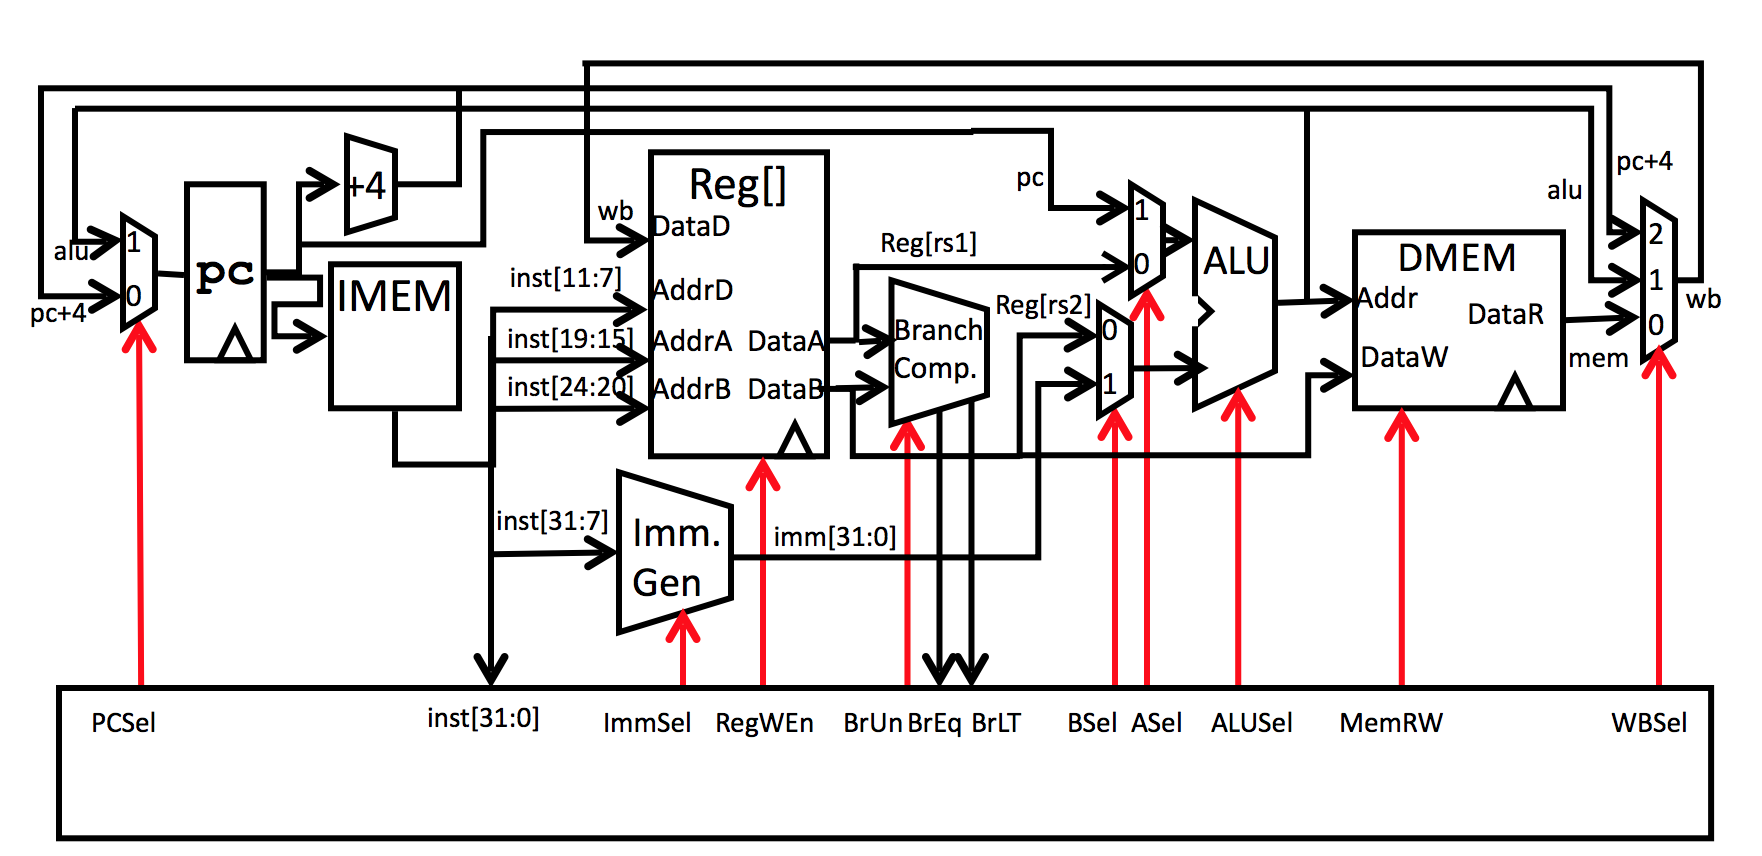 pc+4
alu
pc
+4
Reg[]
wb
DataD
1
Reg[rs1]
1
2
alu
0
ALU
DMEM
pc
inst[11:7]
AddrD
0
1
wb
IMEM
Reg[rs2]
Addr
pc+4
inst[19:15]
AddrA
DataA
Branch
0
DataR
0
inst[24:20]
AddrB
DataB
Comp.
1
DataW
mem
inst[31:7]
Imm.
imm[31:0]
Gen
PCSel
inst[31:0]
ImmSel
RegWEn
BrUn
BrEq
BrLT
BSel
ASel
ALUSel
MemRW
WBSel